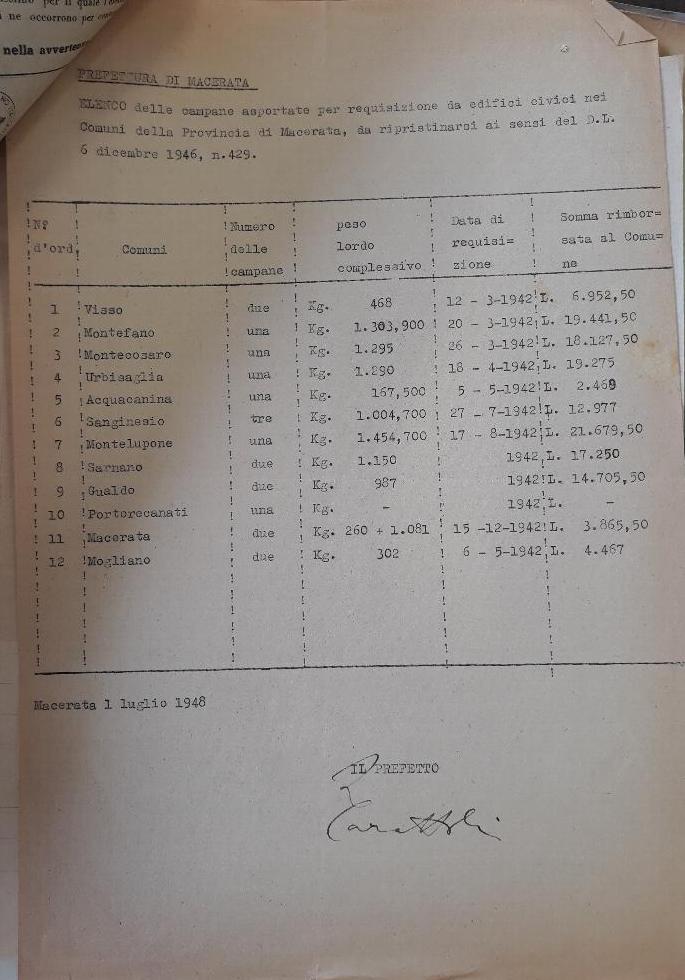 per il quale
ne occorrono per
nella avvertenza
PREFETTURA DI MACERATA
ELENCO delle campane asportate per requisizione da edifici civici nei
Comuni della Provincia di Macerata, da ripristinarsi ai sensi del D.L.
6 dicembre 1946, n.429.
Nº d'ord. Comuni Numero delle campane peso lordo complessivo Data di requisi= zione Somma rimbor= sata al Comu= ne
1 Visso due Kg. 468 12 - 3-1942 L. 6.952,50
2 Montefano una Kg. 1.303,900 20 - 3-1942 L. 19.441,50
3 Montecosaro una Kg. 1.295 26 - 3-1942 L. 18.127,50
4 Urbisaglia una Kg. 1.290 18 - 4-1942 L. 19.275
5 Acquacanina una Kg. 167,500 5 - 5-1942 L. 2.469
6 Sanginesio tre Kg. 1.004,700 27 - 7-1942 L. 12.977
7 Montelupone una Kg. 1.454,700 17 - 8-1942 L. 21.679,50
8 Sarnano due Kg. 1.150 1942 L. 17.250
9 Gualdo due Kg. 987 1942 L. 14.705,50
10 Portorecanati una Kg. - 1942 L. -
11 Macerata due Kg. 260 + 1.081 15 -12-1942 L. 3.865,50
12 Mogliano due Kg. 302 6 - 5-1942 L. 4.467
Macerata 1 luglio 1948
IL PREFETTO